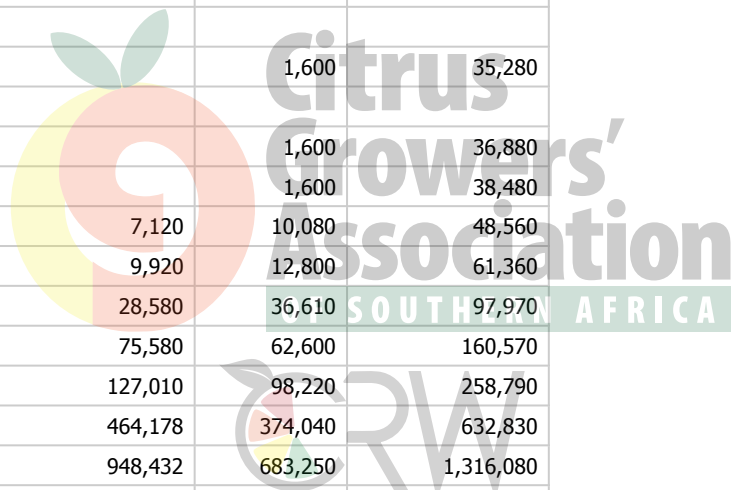 Citrus
1,600 35,280
Growers'
1,600 36,880
1,600 38,480
Association
7,120 10,080 48,560
9,920 12,800 61,360
OF SOUTHERN AFRICA
28,580 36,610 97,970
75,580 62,600 160,570
127,010 98,220 258,790
CRW
464,178 374,040 632,830
948,432 683,250 1,316,080